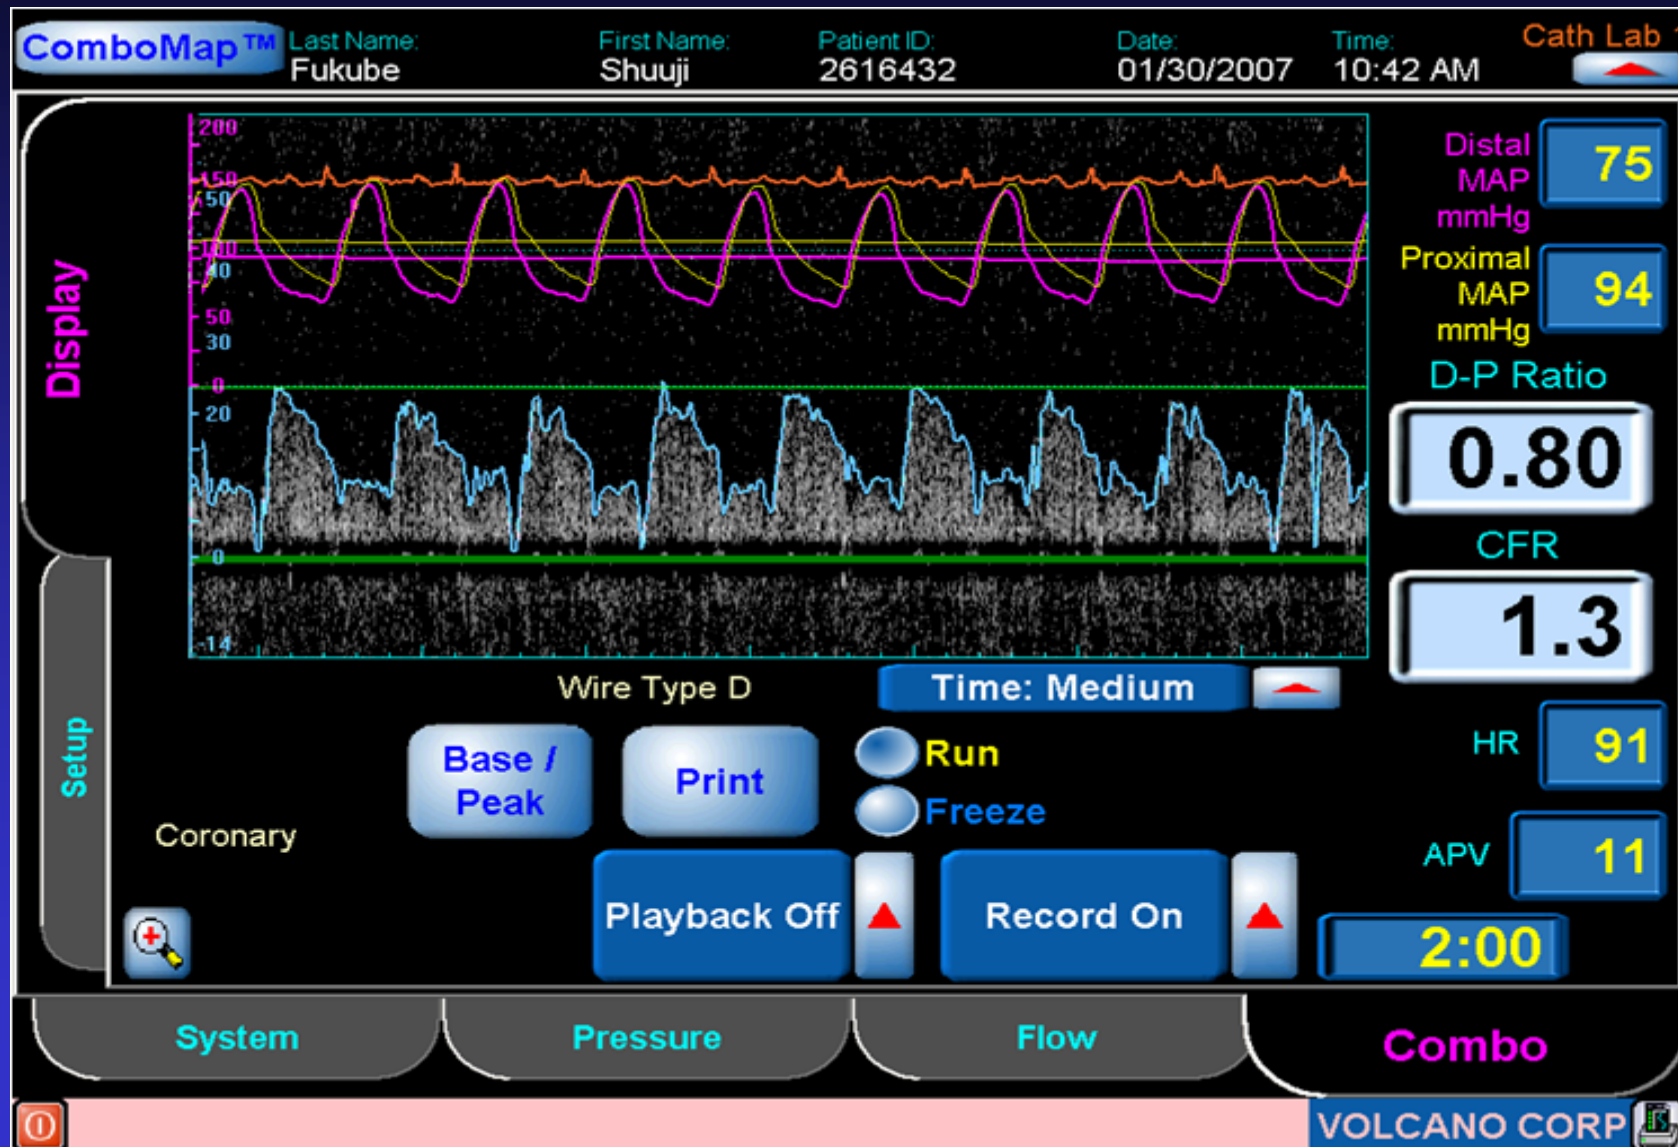 ComboMap™
Last Name: First Name: Patient ID: Date: Time: Cath Lab
Fukube Shuuji 2616432 01/30/2007 10:42 AM
Display
Setup
200
150
50
100
40
50
30
0
20
0
-14
Distal
MAP
mmHg
75
Proximal
MAP
mmHg
94
D-P Ratio
0.80
CFR
1.3
Wire Type D
Time: Medium
Base /
Peak
Print
Run
Freeze
HR 91
Coronary
APV 11
Playback Off
Record On
2:00
System Pressure Flow Combo
VOLCANO CORP